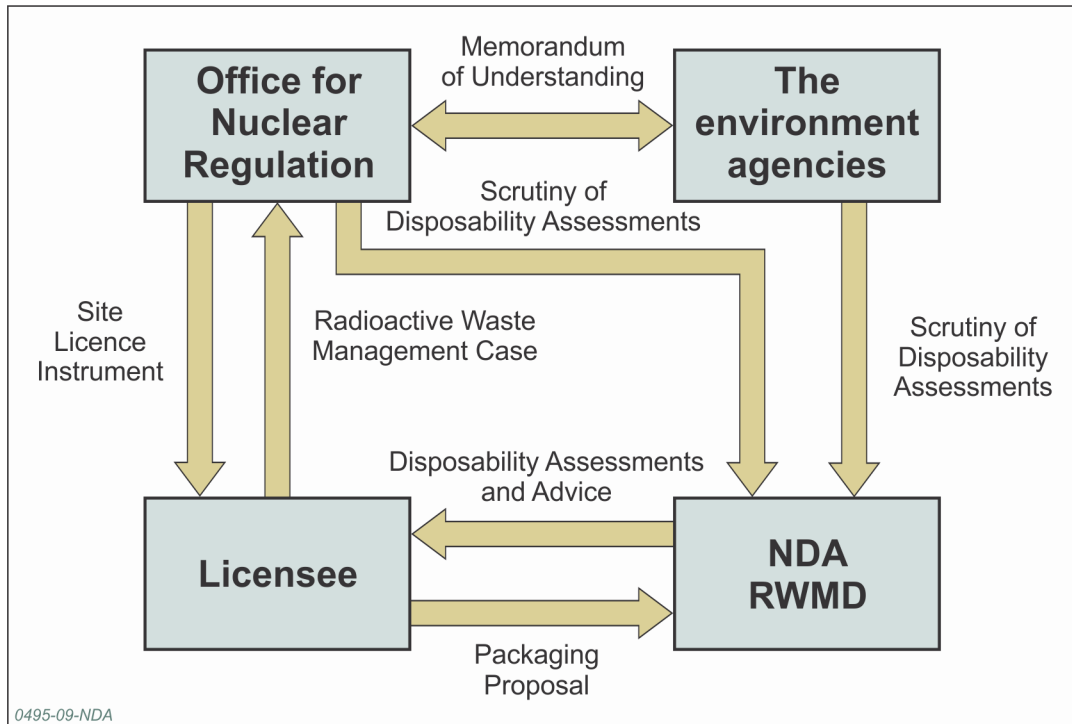 Memorandum
of Understanding
Office for
Nuclear
Regulation
The
environment
agencies
Scrutiny of
Disposability Assessments
Site
Licence
Instrument
Radioactive Waste
Management Case
Scrutiny of
Disposability
Assessments
Disposability Assessments
and Advice
Licensee
NDA
RWMD
Packaging
Proposal
0495-09-NDA